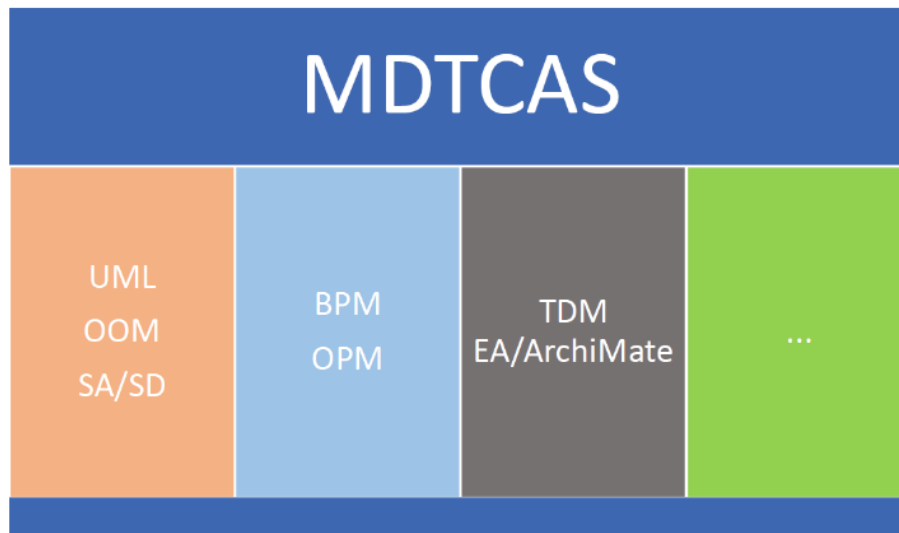 MDTCAS
UML
OOM
SA/SD
BPM
OPM
TDM
EA/ArchiMate
...